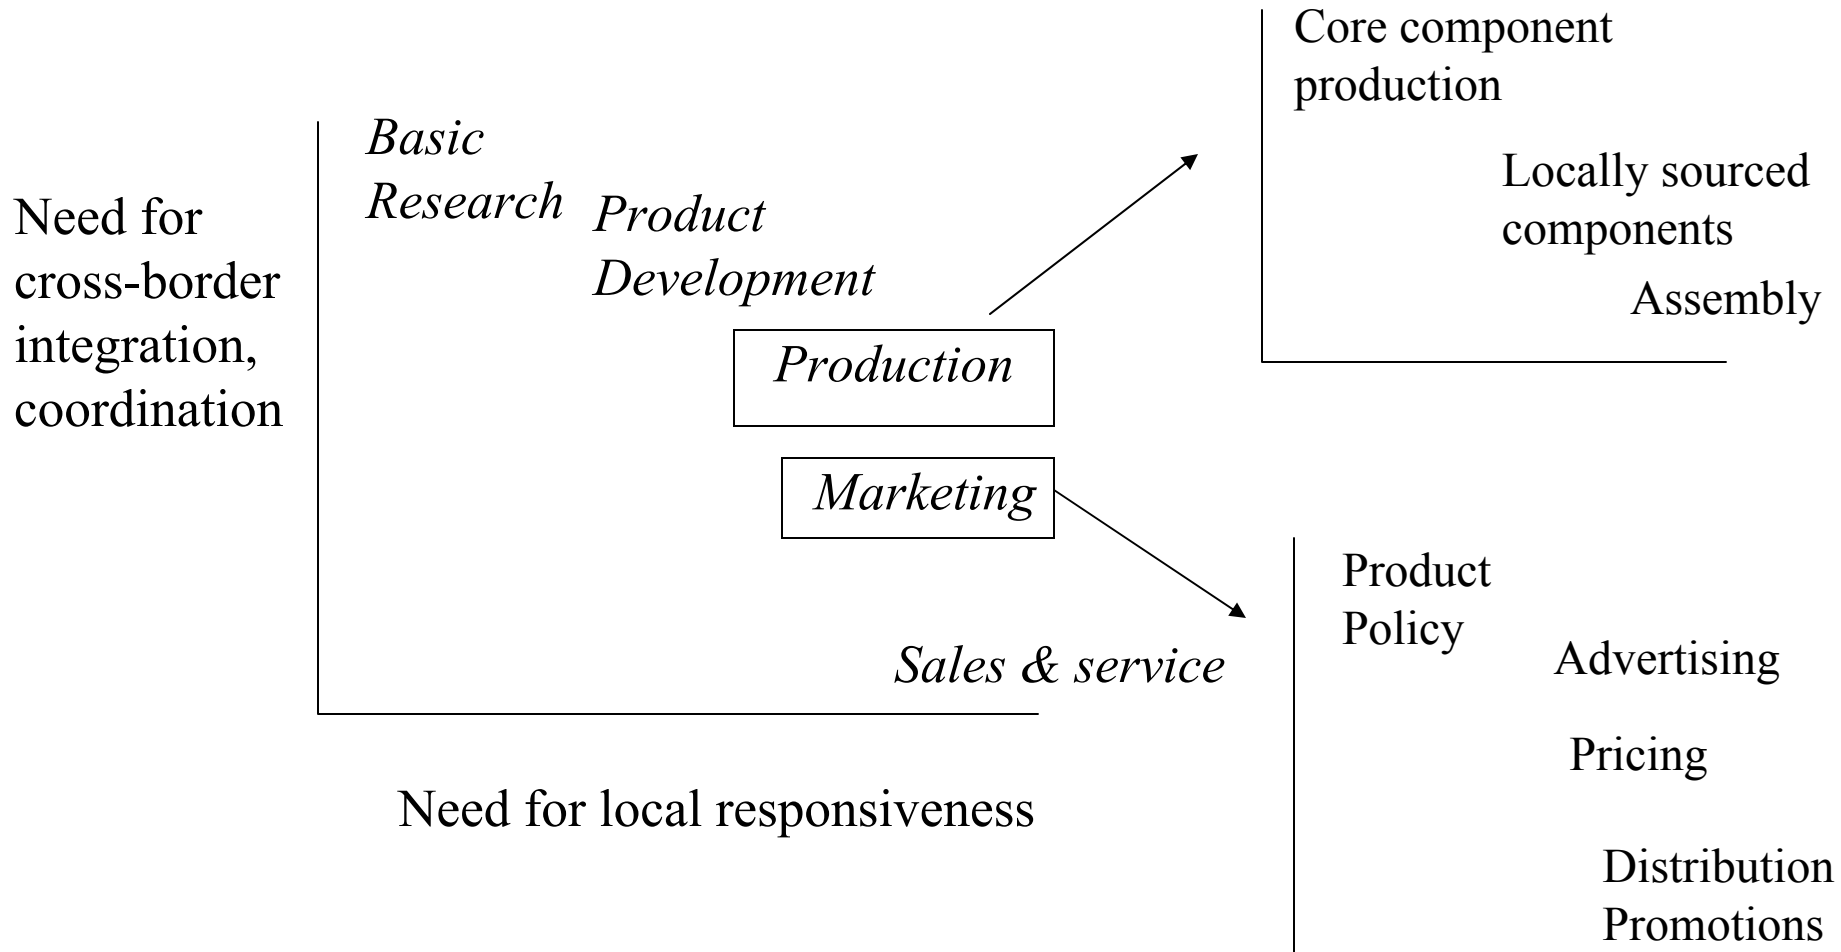 Need for
cross-border
integration,
coordination
Basic
Research
Product
Development
Production
Marketing
Sales & service
Need for local responsiveness
Core component
production
Locally sourced
components
Assembly
Product
Policy
Advertising
Pricing
Distribution
Promotions